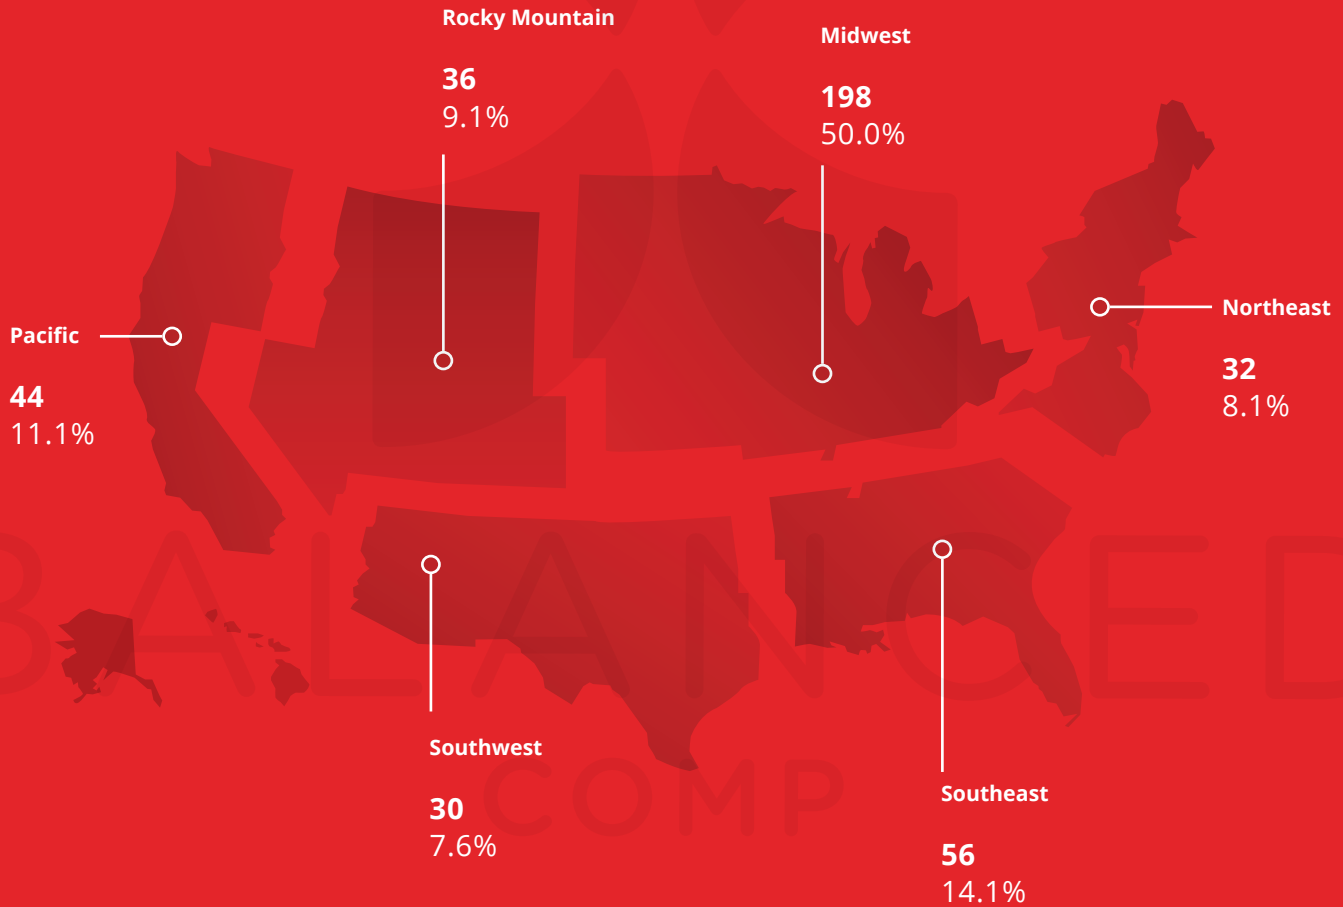 Rocky Mountain
36
9.1%
Midwest
198
50.0%
Pacific
44
11.1%
Northeast
32
8.1%
Southwest
30
7.6%
Southeast
56
14.1%
BALANCED
COMP